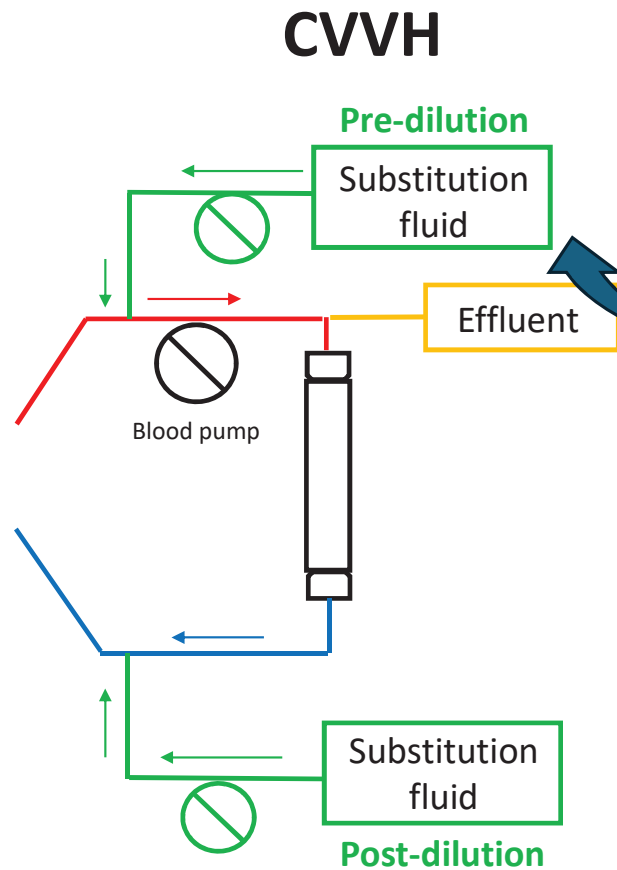 CVVH
Pre-dilution
Substitution
fluid
Effluent
Blood pump
Substitution
fluid
Post-dilution